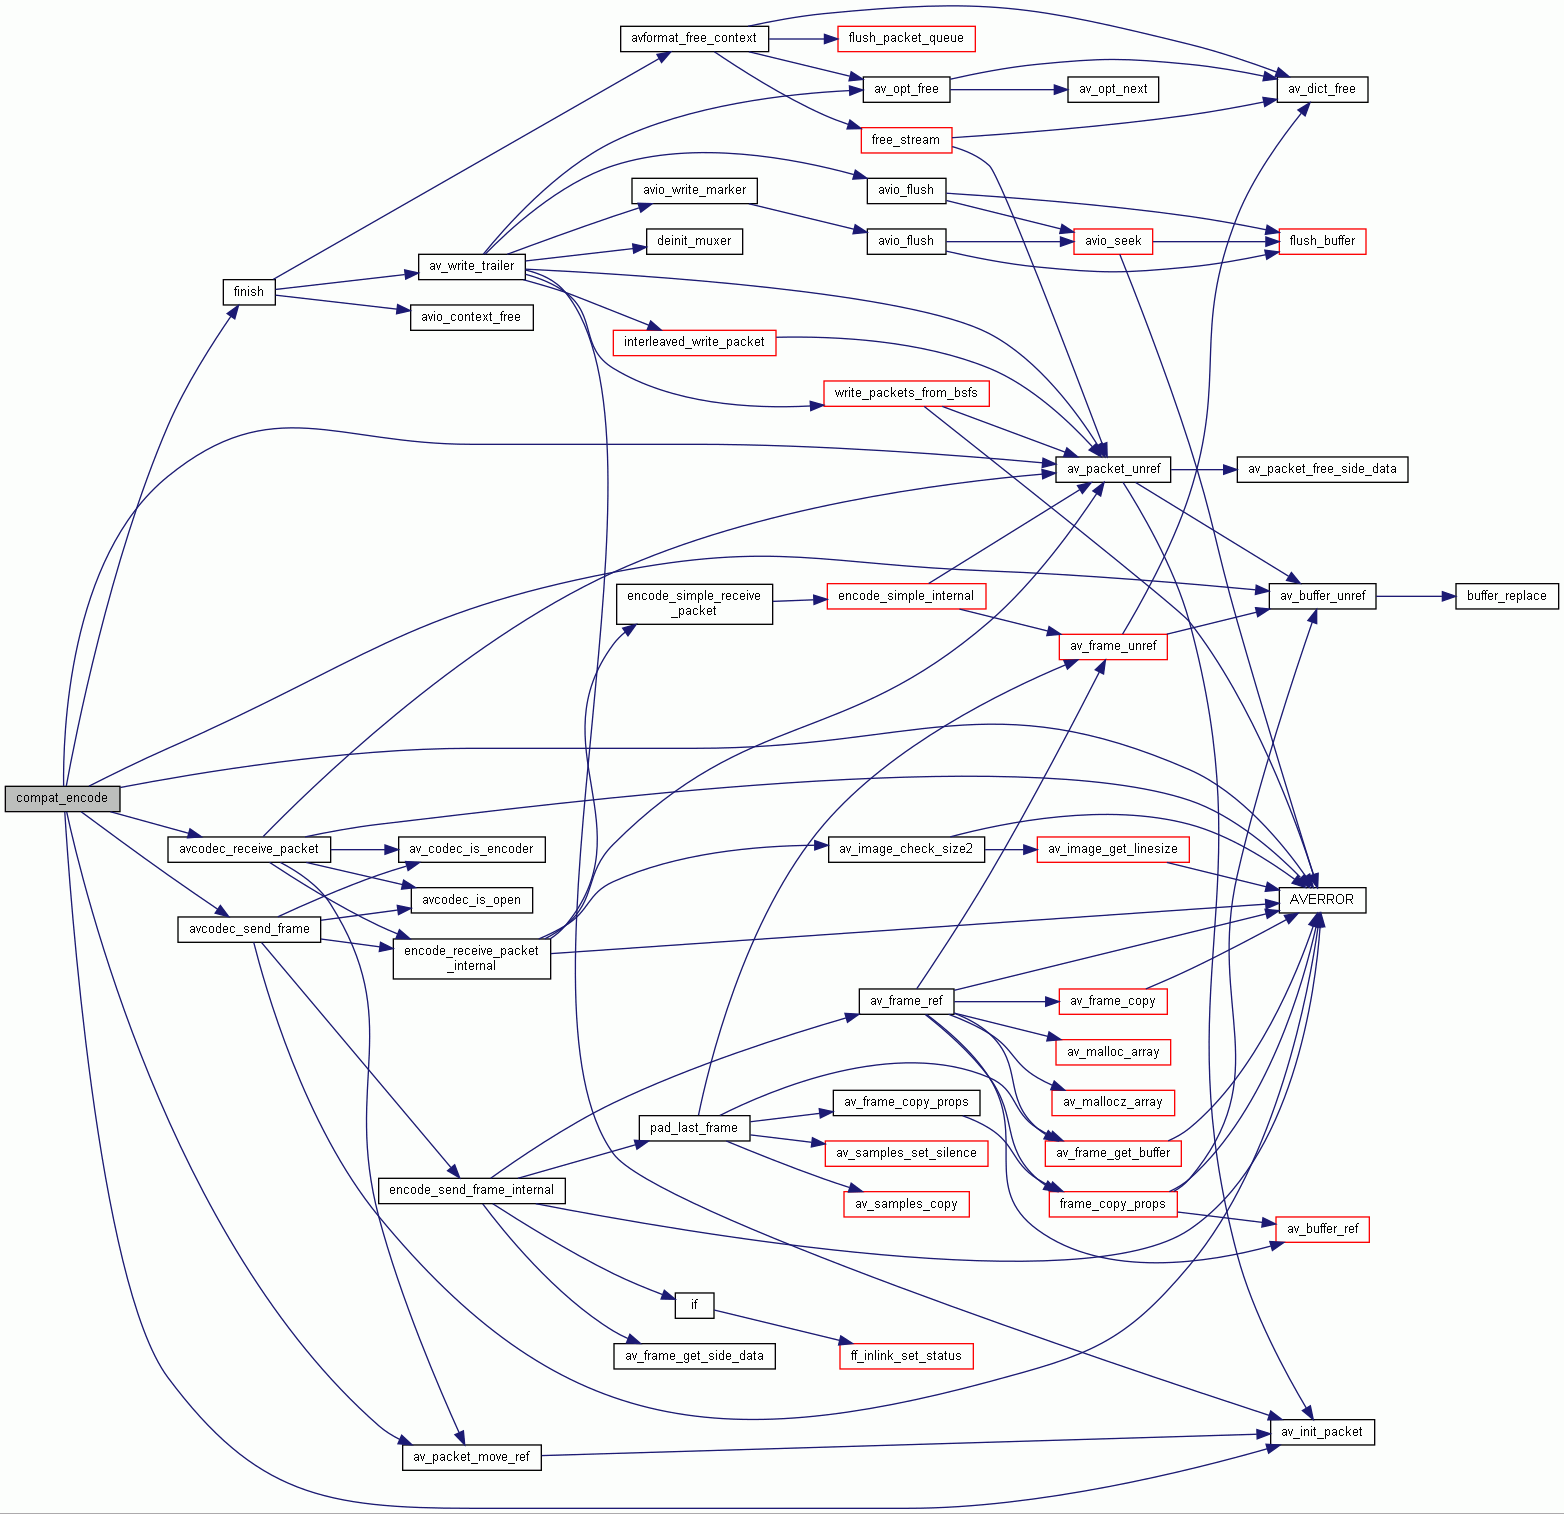 avformat_free_context
flush_packet_queue
av_opt_free
av_opt_next
av_dict_free
free_stream
avio_write_marker
avio_flush
deinit_muxer
avio_flush
avio_seek
flush_buffer
av_write_trailer
finish
avio_context_free
interleaved_write_packet
write_packets_from_bsfs
av_packet_unref
av_packet_free_side_data
encode_simple_receive
_packet
encode_simple_internal
av_buffer_unref
buffer_replace
av_frame_unref
compat_encode
avcodec_receive_packet
av_codec_is_encoder
av_image_check_size2
av_image_get_linesize
avcodec_is_open
AVERROR
avcodec_send_frame
encode_receive_packet
_internal
av_frame_ref
av_frame_copy
av_malloc_array
av_frame_copy_props
av_mallocz_array
pad_last_frame
av_samples_set_silence
av_frame_get_buffer
encode_send_frame_internal
av_samples_copy
frame_copy_props
av_buffer_ref
if
av_frame_get_side_data
ff_inlink_set_status
av_init_packet
av_packet_move_ref